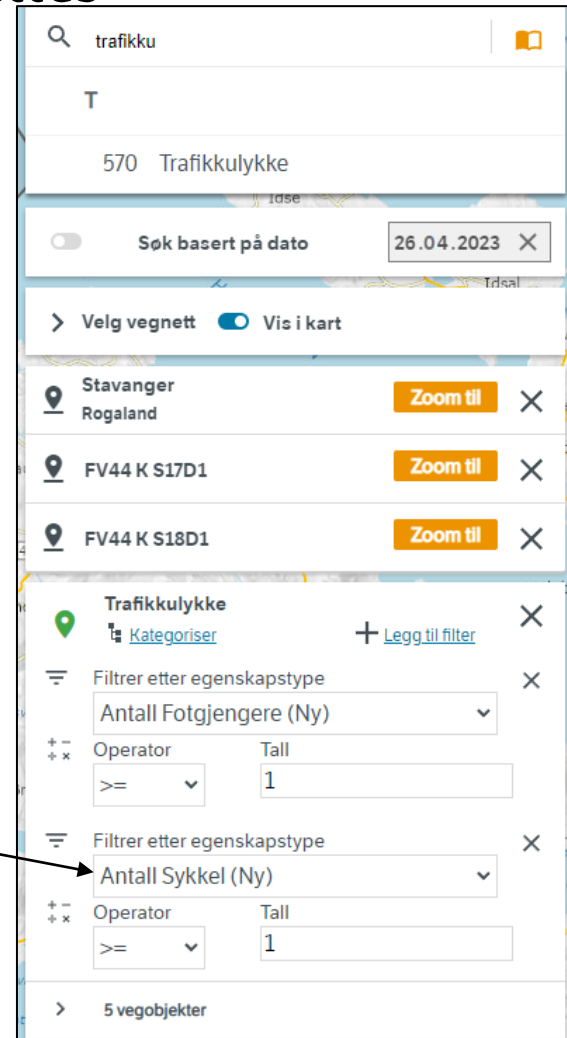 trafikku
T
570 Trafikkulykke
Idse
Søk basert på dato 26.04.2023
Idsal
Velg vegnett Vis i kart
Stavanger Zoom til
Rogaland
FV44 K S17D1 Zoom til
FV44 K S18D1 Zoom til
Trafikkulykke
Kategoriser Legg til filter
Filtrer etter egenskapstype
Antall Fotgjengere (Ny)
Operator Tall
>= 1
Filtrer etter egenskapstype
Antall Sykkel (Ny)
Operator Tall
>= 1
5 vegobjekter